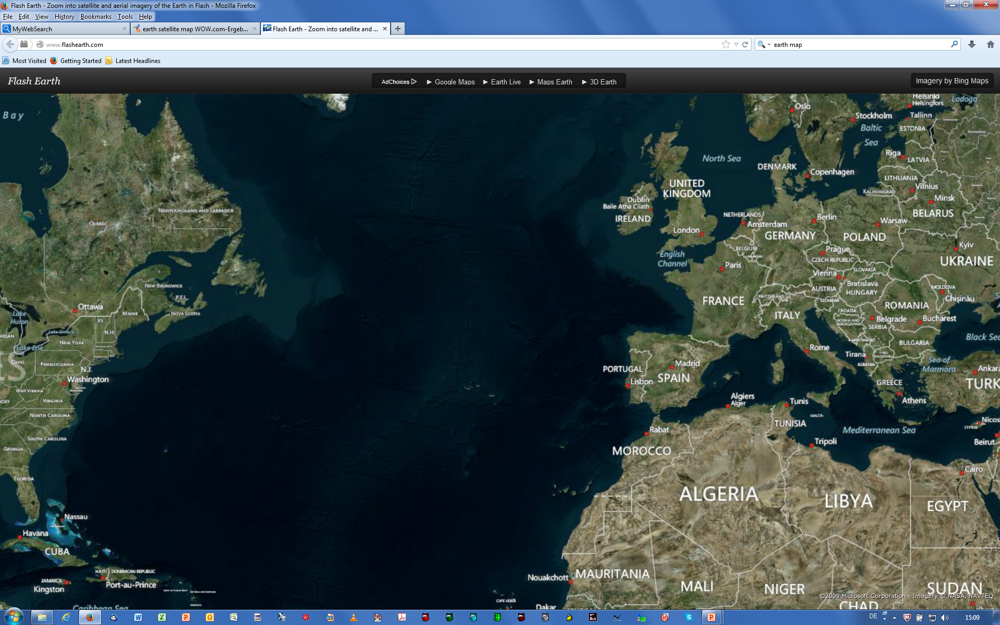 Flash Earth - Zoom into satellite and aerial imagery of the Earth in Flash - Mozilla Firefox
File Edit View History Bookmarks Tools Help
MyWebSearch
earth satellite map WOW.com-Ergeb...
Flash Earth - Zoom into satellite and ...
www.flashearth.com
earth map
Most Visited Getting Started Latest Headlines
Flash Earth
AdChoices Google Maps Earth Live Maps Earth 3D Earth
Imagery by Bing Maps
Bay
Helsinki
Helsingfors
Ladoga
Oslo
Stockholm
Tallinn
Baltic
Sea
ESTONIA
Riga
LATVIA
North Sea
DENMARK
Copenhagen
LITHUANIA
Vilnius
KALININGRAD
Minsk
BELARUS
UNITED
KINGDOM
Dublin
Baile Atha Cliath
IRELAND
London
NETHERLANDS
Amsterdam
Berlin
GERMANY
Warsaw
POLAND
NEWFOUNDLAND AND LABRADOR
QUEBEC
English
Channel
BELGIUM
Paris
Prague
CZECH REPUBLIC
Kyiv
UKRAINE
Vienna
SLOVAKIA
Bratislava
AUSTRIA
HUNGARY
MOLDOVA
Chişinău
FRANCE
SWITZERLAND
SLOVENIA
ROMANIA
ITALY
CROATIA
BOSNIA AND
HERZEGOVINA
Belgrade
SERBIA
Bucharest
NEW BRUNSWICK
P.E.I.
Ottawa
MAINE
NOVA SCOTIA
Lake
Huron
VT.
N.H.
Lake Ontario
HIGAN
NEW YORK
Lake Erie
MONTENEGRO
BULGARIA
Black Sea
Rome
Tirana
ALBANIA
Sea of
Marmara
Ankara
TURK
OHIO
PENNSYLVANIA
N.J.
ES
Washington
WEST VIRGINIA
CKY
VIRGINIA
NORTH CAROLINA
SOUTH CAROLINA
GEORGIA
FLORIDA
Madrid
PORTUGAL
SPAIN
Lisbon
GREECE
Athens
Algiers
Alger
Tunis
MALTA
TUNISIA
Nicos
CYPRUS
Mediterranean Sea
Rabat
Tripoli
Beirut
MOROCCO
Cairo
ALGERIA
LIBYA
EGYPT
Nassau
Havana
CUBA
HAITI
DOMINICAN REPUBLIC
JAMAICA
Kingston
Port-au-Prince
Caribbean Sea
Nouakchott
MAURITANIA
MALI
NIGER
SUDAN
CAPE VERDE
Dakar
CHAD
©2009 Microsoft Corporation - Imagery © NASA, NAVTEQ
DE
15:09